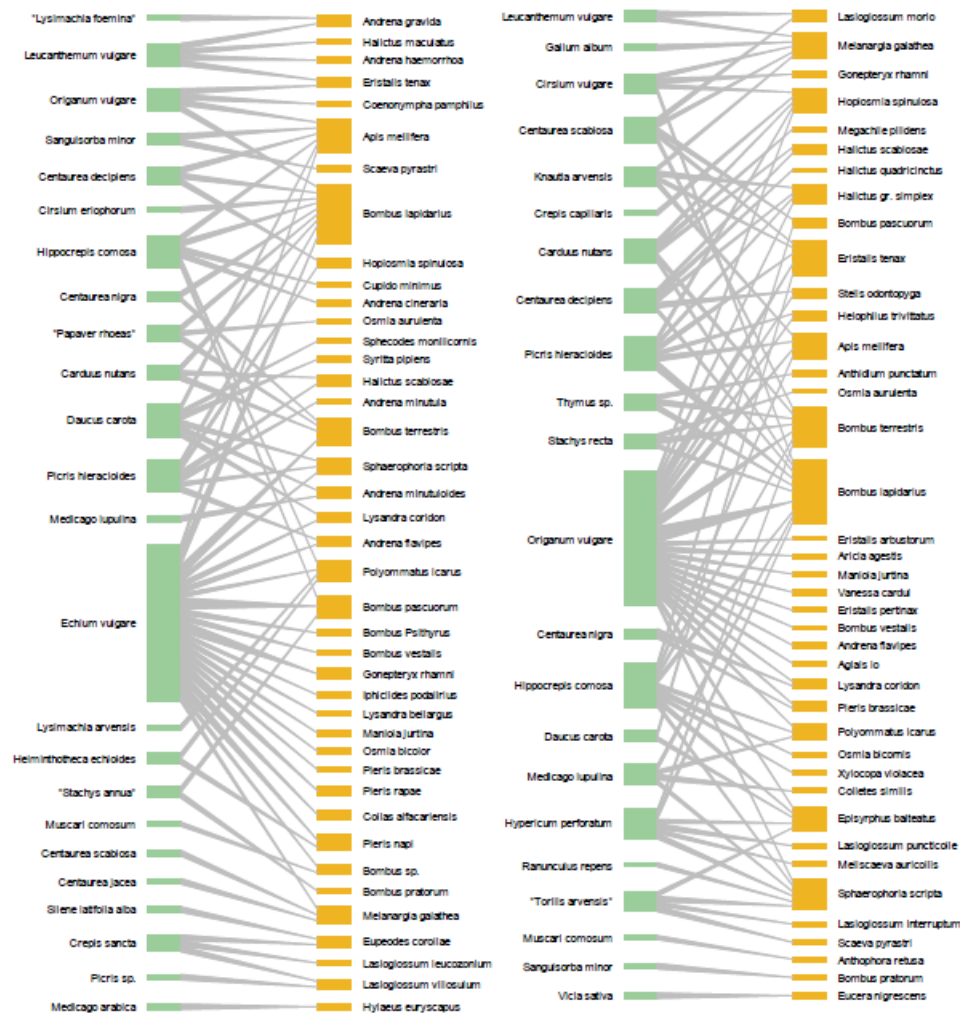 "Lysimachia foemina"
Leucanthemum vulgare
Origanum vulgare
Sanguisorba minor
Centaurea decipiens
Cirsium eriophorum
Hippocrepis comosa
Centaurea nigra
"Papaver rhoeas"
Carduus nutans
Daucus carota
Picris hieracioides
Medicago lupulina
Echium vulgare
Lysimachia arvensis
Helminthotheca echioides
"Stachys annua"
Muscari comosum
Centaurea scabiosa
Centaurea jacea
Silene latifolia alba
Crepis sancta
Picris sp.
Medicago arabica
Andrena gravida
Halictus maculatus
Andrena haemorrhoa
Eristalis tenax
Coenonympha pamphilus
Apis mellifera
Scaeva pyrastri
Bombus lapidarius
Hoplosmia spinulosa
Cupido minimus
Andrena cineraria
Osmia aurulenta
Sphecodes monilicornis
Syritta pipiens
Halictus scabiosae
Andrena minutula
Bombus terrestris
Sphaerophoria scripta
Andrena minutuloides
Lysandra coridon
Andrena flavipes
Polyommatus icarus
Bombus pascuorum
Bombus Psithyrus
Bombus vestalis
Gonepteryx rhamni
Iphiclides podalirius
Lysandra bellargus
Maniola jurtina
Osmia bicolor
Pieris brassicae
Pieris rapae
Colias alfacariensis
Pieris napi
Bombus sp.
Bombus pratorum
Melanargia galathea
Eupeodes corollae
Lasioglossum leucozonium
Lasioglossum villosulum
Hylaeus euryscapus
Leucanthemum vulgare
Galium album
Cirsium vulgare
Centaurea scabiosa
Knautia arvensis
Crepis capillaris
Carduus nutans
Centaurea decipiens
Picris hieracioides
Thymus sp.
Stachys recta
Origanum vulgare
Centaurea nigra
Hippocrepis comosa
Daucus carota
Medicago lupulina
Hypericum perforatum
Ranunculus repens
"Torilis arvensis"
Muscari comosum
Sanguisorba minor
Vicia sativa
Lasioglossum morio
Melanargia galathea
Gonepteryx rhamni
Hoplosmia spinulosa
Megachile pilidens
Halictus scabiosae
Halictus quadricinctus
Halictus gr. simplex
Bombus pascuorum
Eristalis tenax
Stelis odontopyga
Helophilus trivittatus
Apis mellifera
Anthidium punctatum
Osmia aurulenta
Bombus terrestris
Bombus lapidarius
Eristalis arbustorum
Aricia agestis
Maniola jurtina
Vanessa cardui
Eristalis pertinax
Bombus vestalis
Andrena flavipes
Aglais io
Lysandra coridon
Pieris brassicae
Polyommatus icarus
Osmia bicornis
Xylocopa violacea
Colletes similis
Episyrphus balteatus
Lasioglossum puncticolle
Meliscaeva auricollis
Sphaerophoria scripta
Lasioglossum interruptum
Scaeva pyrastri
Anthophora retusa
Bombus pratorum
Eucera nigrescens